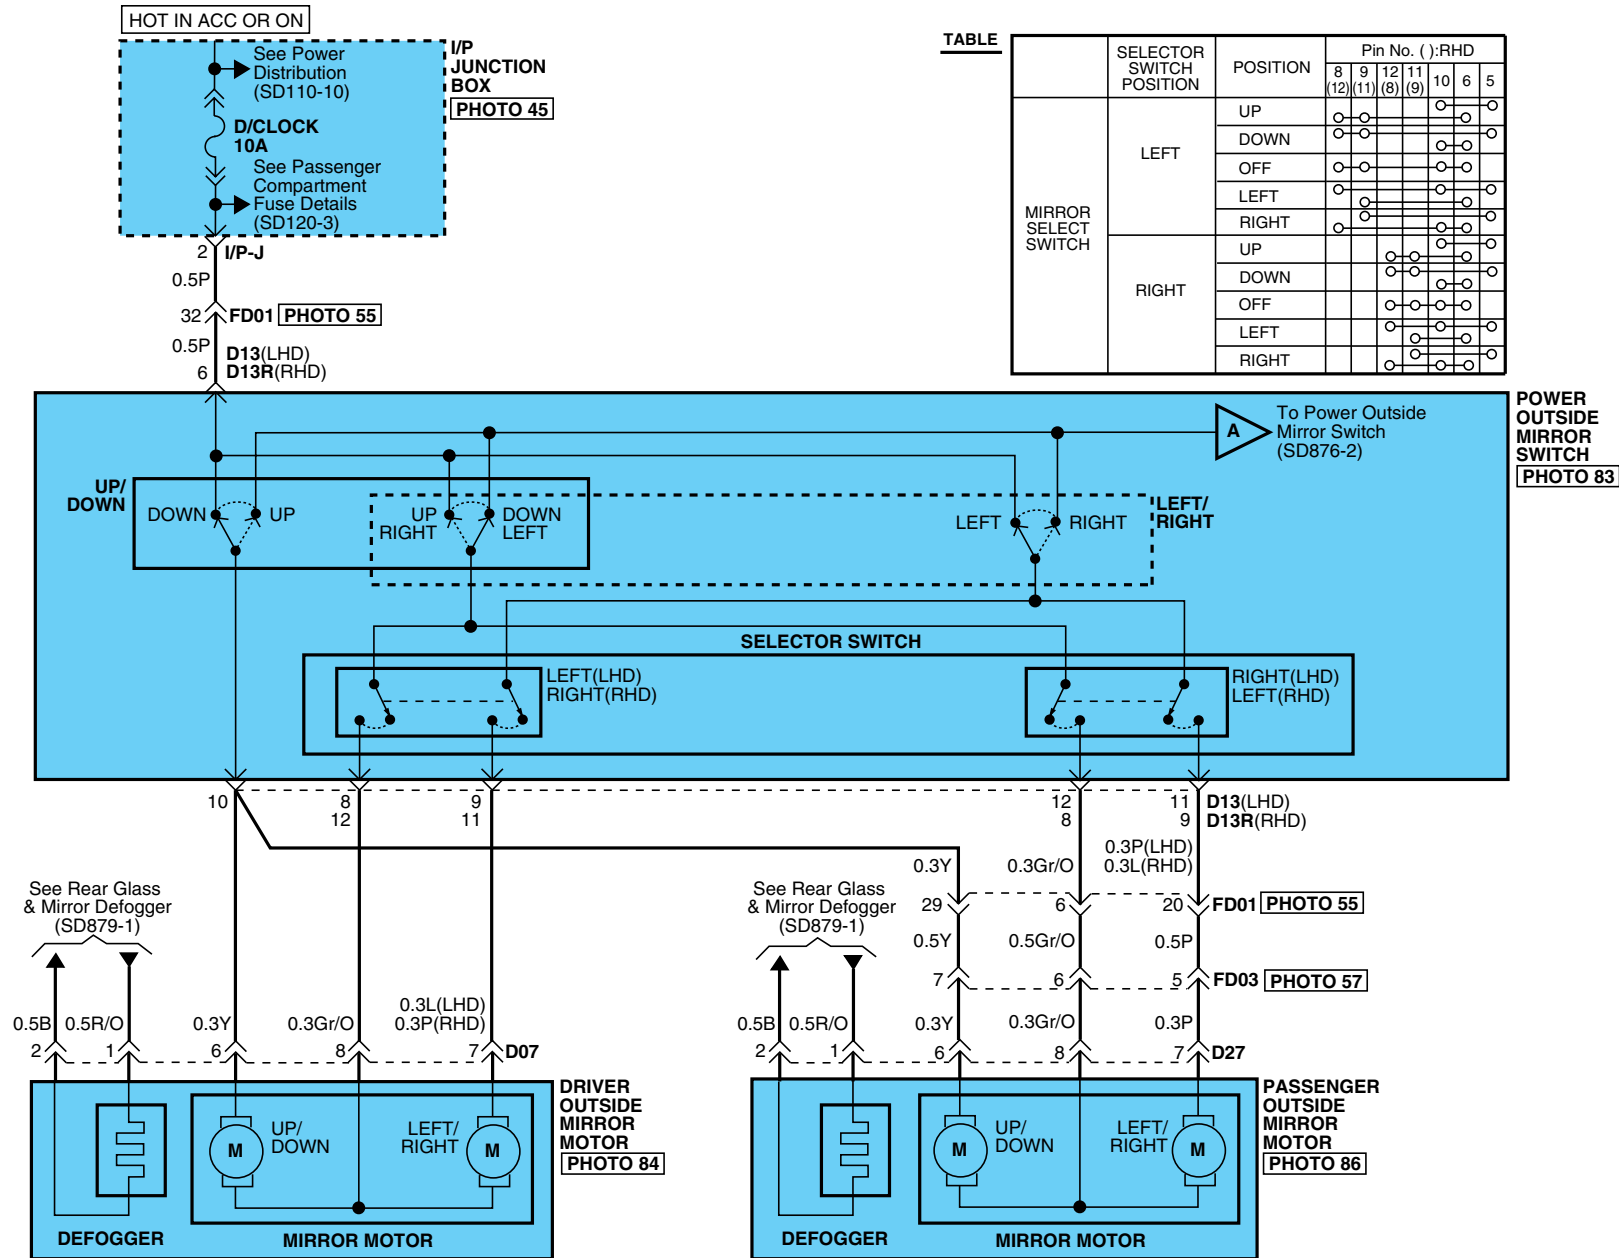 HOT IN ACC OR ON
See Power
Distribution
(SD110-10)
D/CLOCK
10A
See Passenger
Compartment
Fuse Details
(SD120-3)
I/P
JUNCTION
BOX
PHOTO 45
2 I/P-J
0.5P
32 FD01 PHOTO 55
0.5P
D13(LHD)
6 D13R(RHD)
TABLE
SELECTOR
SWITCH
POSITION
POSITION
Pin No. ( ):RHD
8 9 12 11 10 6 5
(12) (11) (8) (9)
MIRROR
SELECT
SWITCH
LEFT
UP
DOWN
OFF
LEFT
RIGHT
RIGHT
UP
DOWN
OFF
LEFT
RIGHT
POWER
OUTSIDE
MIRROR
SWITCH
PHOTO 83
A
To Power Outside
Mirror Switch
(SD876-2)
UP/
DOWN
DOWN UP
UP DOWN
RIGHT LEFT
LEFT RIGHT
LEFT/
RIGHT
SELECTOR SWITCH
LEFT(LHD)
RIGHT(RHD)
RIGHT(LHD)
LEFT(RHD)
10 8 9 12 11 D13(LHD)
12 11 8 9 D13R(RHD)
0.3Y 0.3Gr/O
0.3P(LHD)
0.3L(RHD)
29 6 20 FD01 PHOTO 55
0.5Y 0.5Gr/O 0.5P
7 6 5 FD03 PHOTO 57
See Rear Glass
& Mirror Defogger
(SD879-1)
0.5B 0.5R/O 0.3Y 0.3Gr/O
0.3L(LHD)
0.3P(RHD)
2 1 6 8 7 D07
DRIVER
OUTSIDE
MIRROR
MOTOR
PHOTO 84
M
UP/
DOWN
LEFT/
RIGHT
M
DEFOGGER
MIRROR MOTOR
See Rear Glass
& Mirror Defogger
(SD879-1)
0.5B 0.5R/O 0.3Y 0.3Gr/O 0.3P
2 1 6 8 7 D27
PASSENGER
OUTSIDE
MIRROR
MOTOR
PHOTO 86
M
UP/
DOWN
LEFT/
RIGHT
M
DEFOGGER
MIRROR MOTOR